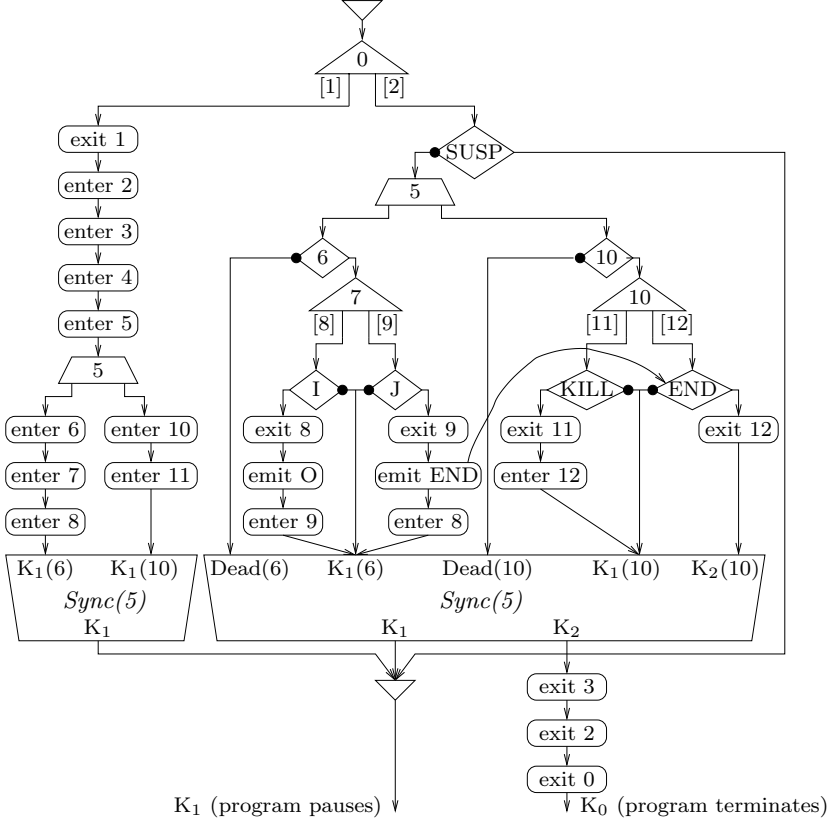 0
[1] [2]
exit 1
SUSP
enter 2
5
enter 3
6 10
enter 4
7 10
enter 5
[8] [9] [11] [12]
5
I J KILL END
enter 6 enter 10 exit 8 exit 9 exit 11 exit 12
enter 7 enter 11 emit O emit END enter 12
enter 8 enter 9 enter 8
K₁(6) K₁(10) Dead(6) K₁(6) Dead(10) K₁(10) K₂(10)
Sync(5) Sync(5)
K₁ K₁ K₂
exit 3
exit 2
exit 0
K₁ (program pauses) K₀ (program terminates)